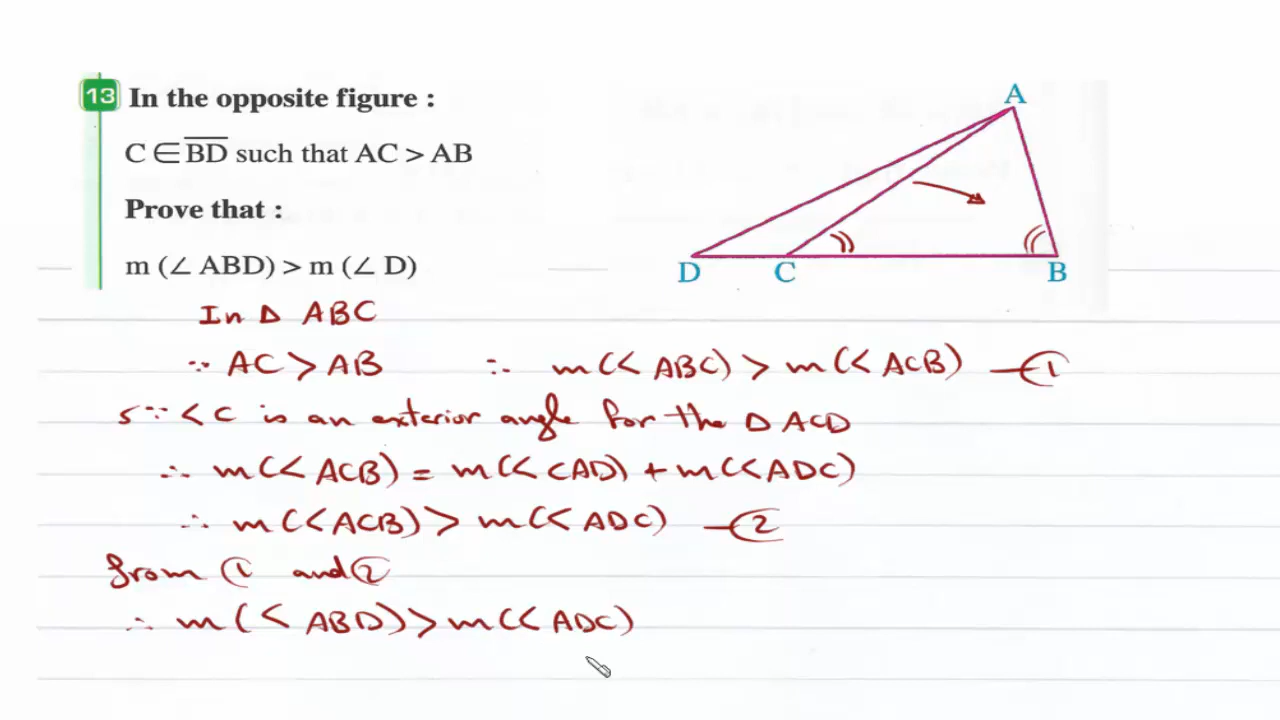 13 In the opposite figure :
C ∈ B̅D̅ such that AC > AB
Prove that :
m (∠ ABD) > m (∠ D)
A
D C B
In Δ ABC
∵ AC > AB ∴ m(< ABC) > m(< ACB) —①
, ∵ < C is an exterior angle for the Δ ACD
∴ m(< ACB) = m(< CAD) + m(< ADC)
∴ m(< ACB) > m(< ADC) —②
from ① and ②
∴ m(< ABD) > m(< ADC)